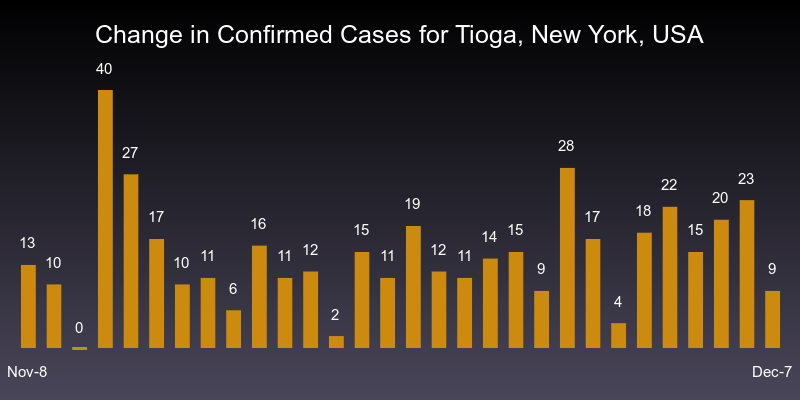 Change in Confirmed Cases for Tioga, New York, USA
13 10 0 40 27 17 10 11 6 16 11 12 2 15 11 19 12 11 14 15 9 28 17 4 18 22 15 20 23 9
Nov-8 Dec-7